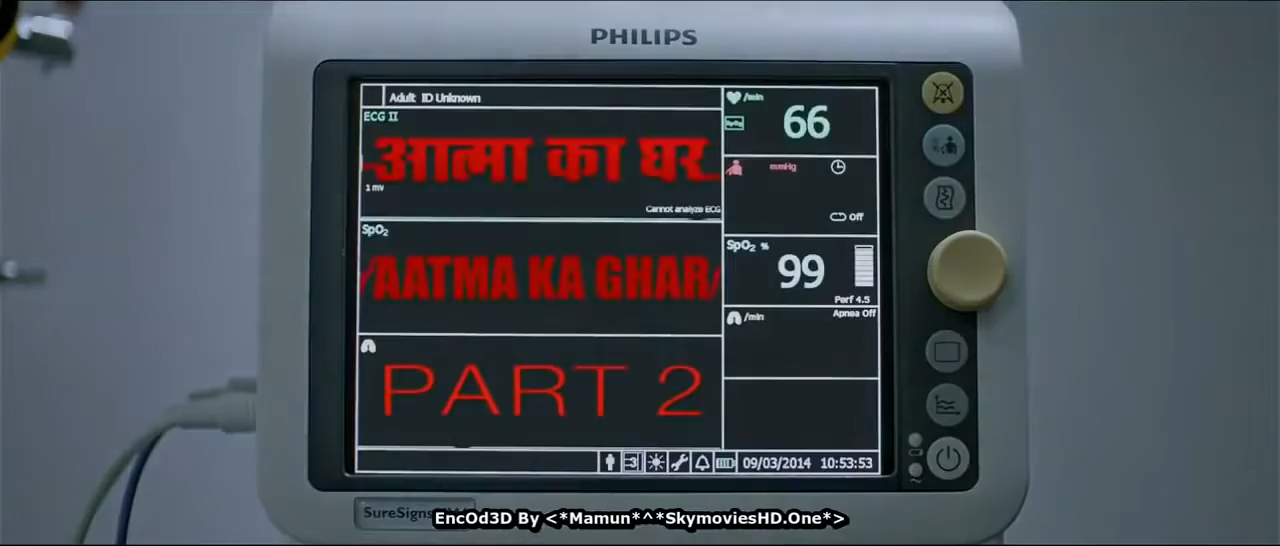 PHILIPS
Adult ID Unknown
/min
66
ECG II
आत्मा का घर
1 mv
Cannot analyze ECG
mmHg
Off
SpO₂
AATMA KA GHAR
SpO₂ %
99
Perf 4.5
/min
Apnea Off
PART 2
09/03/2014 10:53:53
SureSigns
EncOd3D By <*Mamun*^*SkymoviesHD.One*>